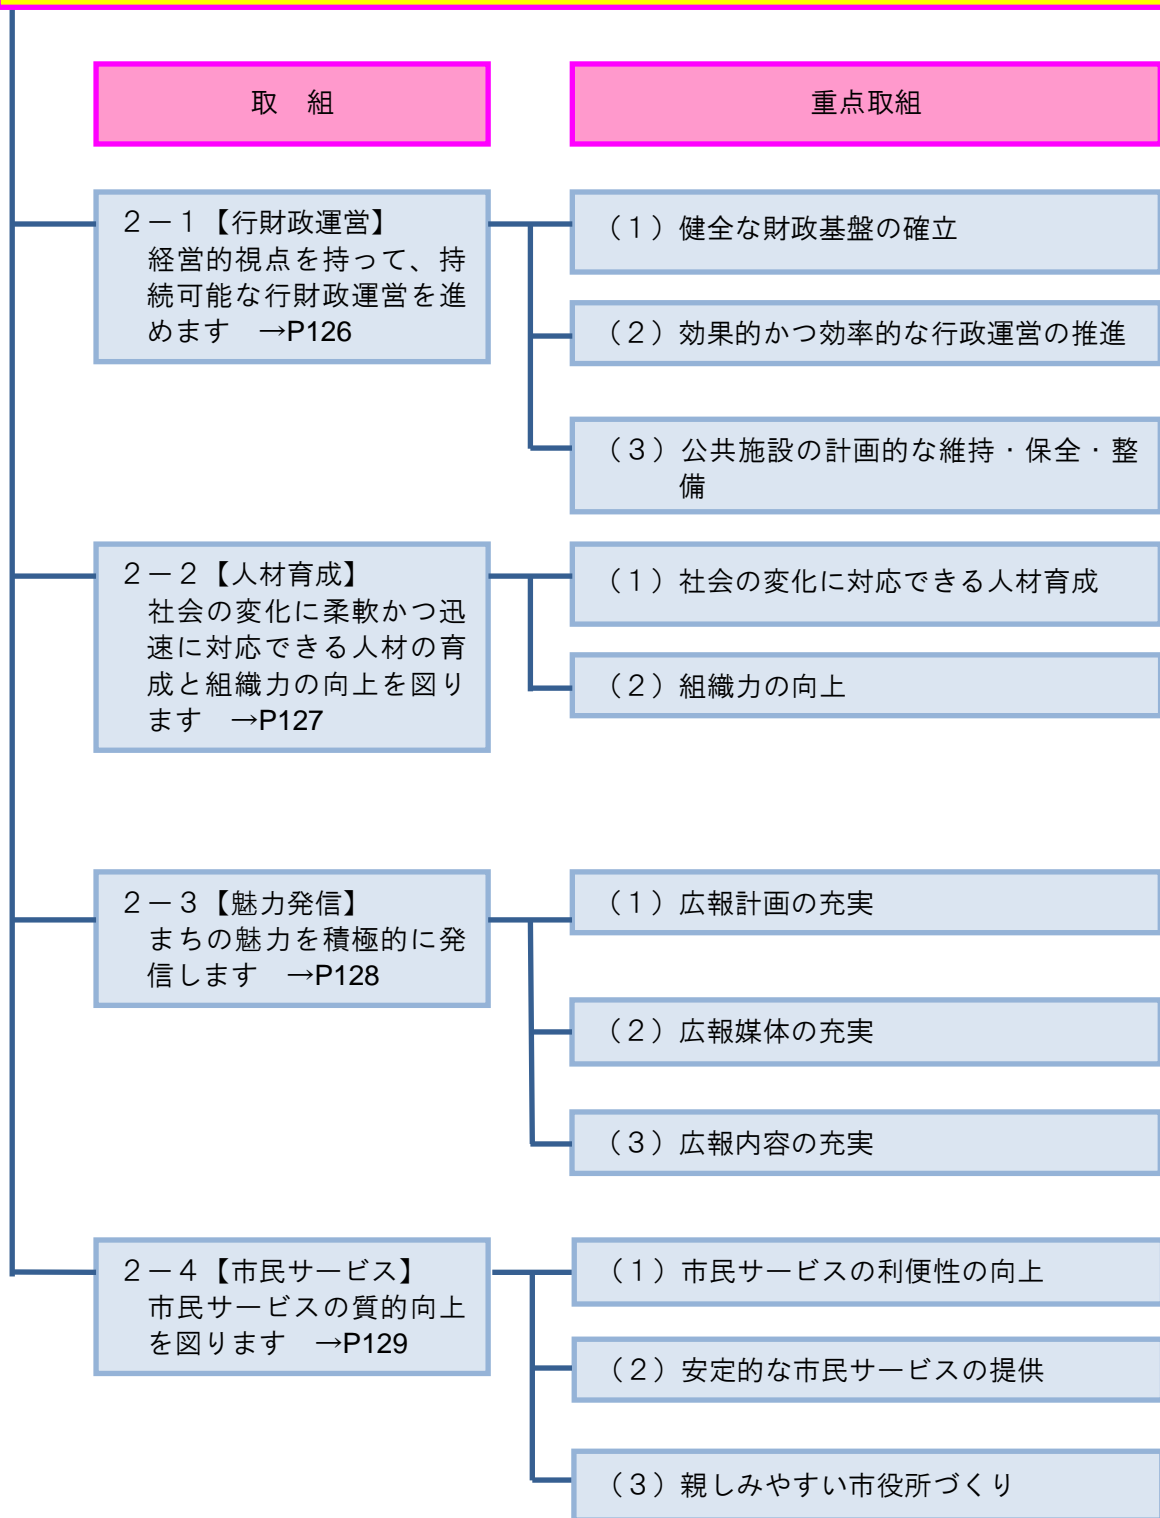 取　組
重点取組
２－１【行財政運営】
経営的視点を持って、持
続可能な行財政運営を進
めます　→P126
（１）健全な財政基盤の確立
（２）効果的かつ効率的な行政運営の推進
（３）公共施設の計画的な維持・保全・整
備
２－２【人材育成】
社会の変化に柔軟かつ迅
速に対応できる人材の育
成と組織力の向上を図り
ます　→P127
（１）社会の変化に対応できる人材育成
（２）組織力の向上
２－３【魅力発信】
まちの魅力を積極的に発
信します　→P128
（１）広報計画の充実
（２）広報媒体の充実
（３）広報内容の充実
２－４【市民サービス】
市民サービスの質的向上
を図ります　→P129
（１）市民サービスの利便性の向上
（２）安定的な市民サービスの提供
（３）親しみやすい市役所づくり